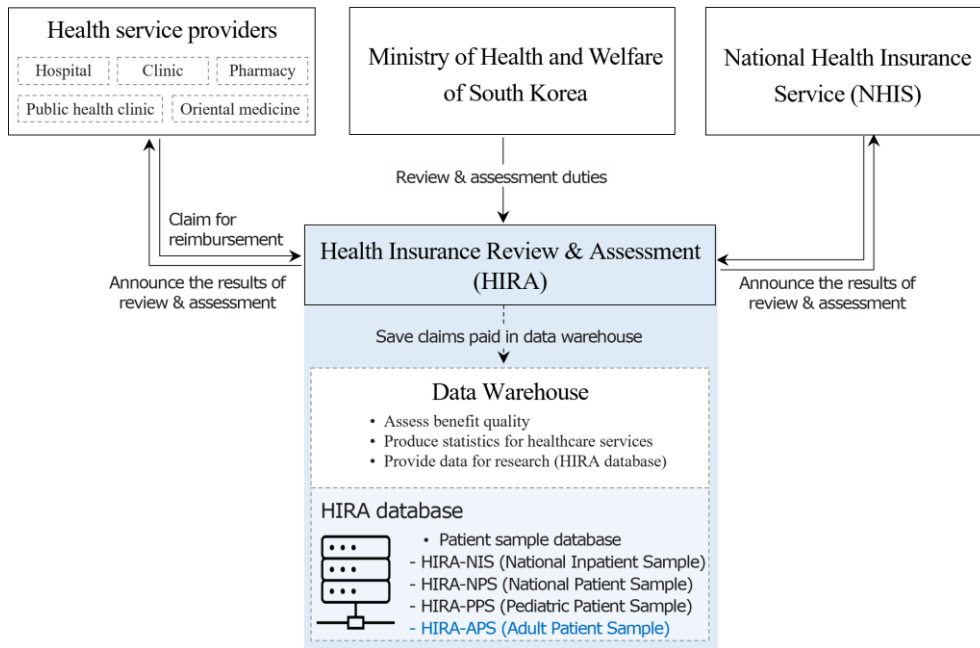 Health service providers
Hospital
Clinic
Pharmacy
Public health clinic
Oriental medicine
Ministry of Health and Welfare
of South Korea
National Health Insurance
Service (NHIS)
Review & assessment duties
Claim for
reimbursement
Announce the results of
review & assessment
Health Insurance Review & Assessment
(HIRA)
Announce the results of
review & assessment
Save claims paid in data warehouse
Data Warehouse
• Assess benefit quality
• Produce statistics for healthcare services
• Provide data for research (HIRA database)
HIRA database
• Patient sample database
- HIRA-NIS (National Inpatient Sample)
- HIRA-NPS (National Patient Sample)
- HIRA-PPS (Pediatric Patient Sample)
- HIRA-APS (Adult Patient Sample)